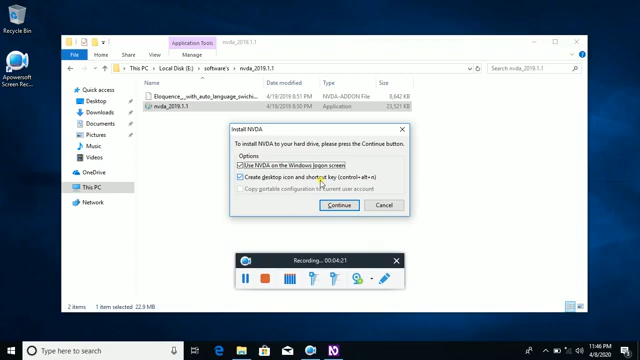 Recycle Bin
Apowersoft
Screen Rec...
Application Tools
nvda_2019.1.1
File
Home
Share
View
Manage
This PC > Local Disk (E:) > software's > nvda_2019.1.1
Search nvda_2019.1.1
Name
Date modified
Type
Size
Quick access
Desktop
Downloads
Documents
Pictures
Music
Videos
OneDrive
This PC
Network
Eloquence__with_auto_language_swichi...
4/19/2019 8:51 PM
NVDA-ADDON File
8,642 KB
nvda_2019.1.1
4/18/2019 8:50 PM
Application
23,521 KB
Install NVDA
To install NVDA to your hard drive, please press the Continue button.
Options
Use NVDA on the Windows logon screen
Create desktop icon and shortcut key (control+alt+n)
Copy portable configuration to current user account
Continue
Cancel
Recording... 00:04:21
2 items
1 item selected 22.9 MB
Type here to search
11:46 PM
4/8/2020